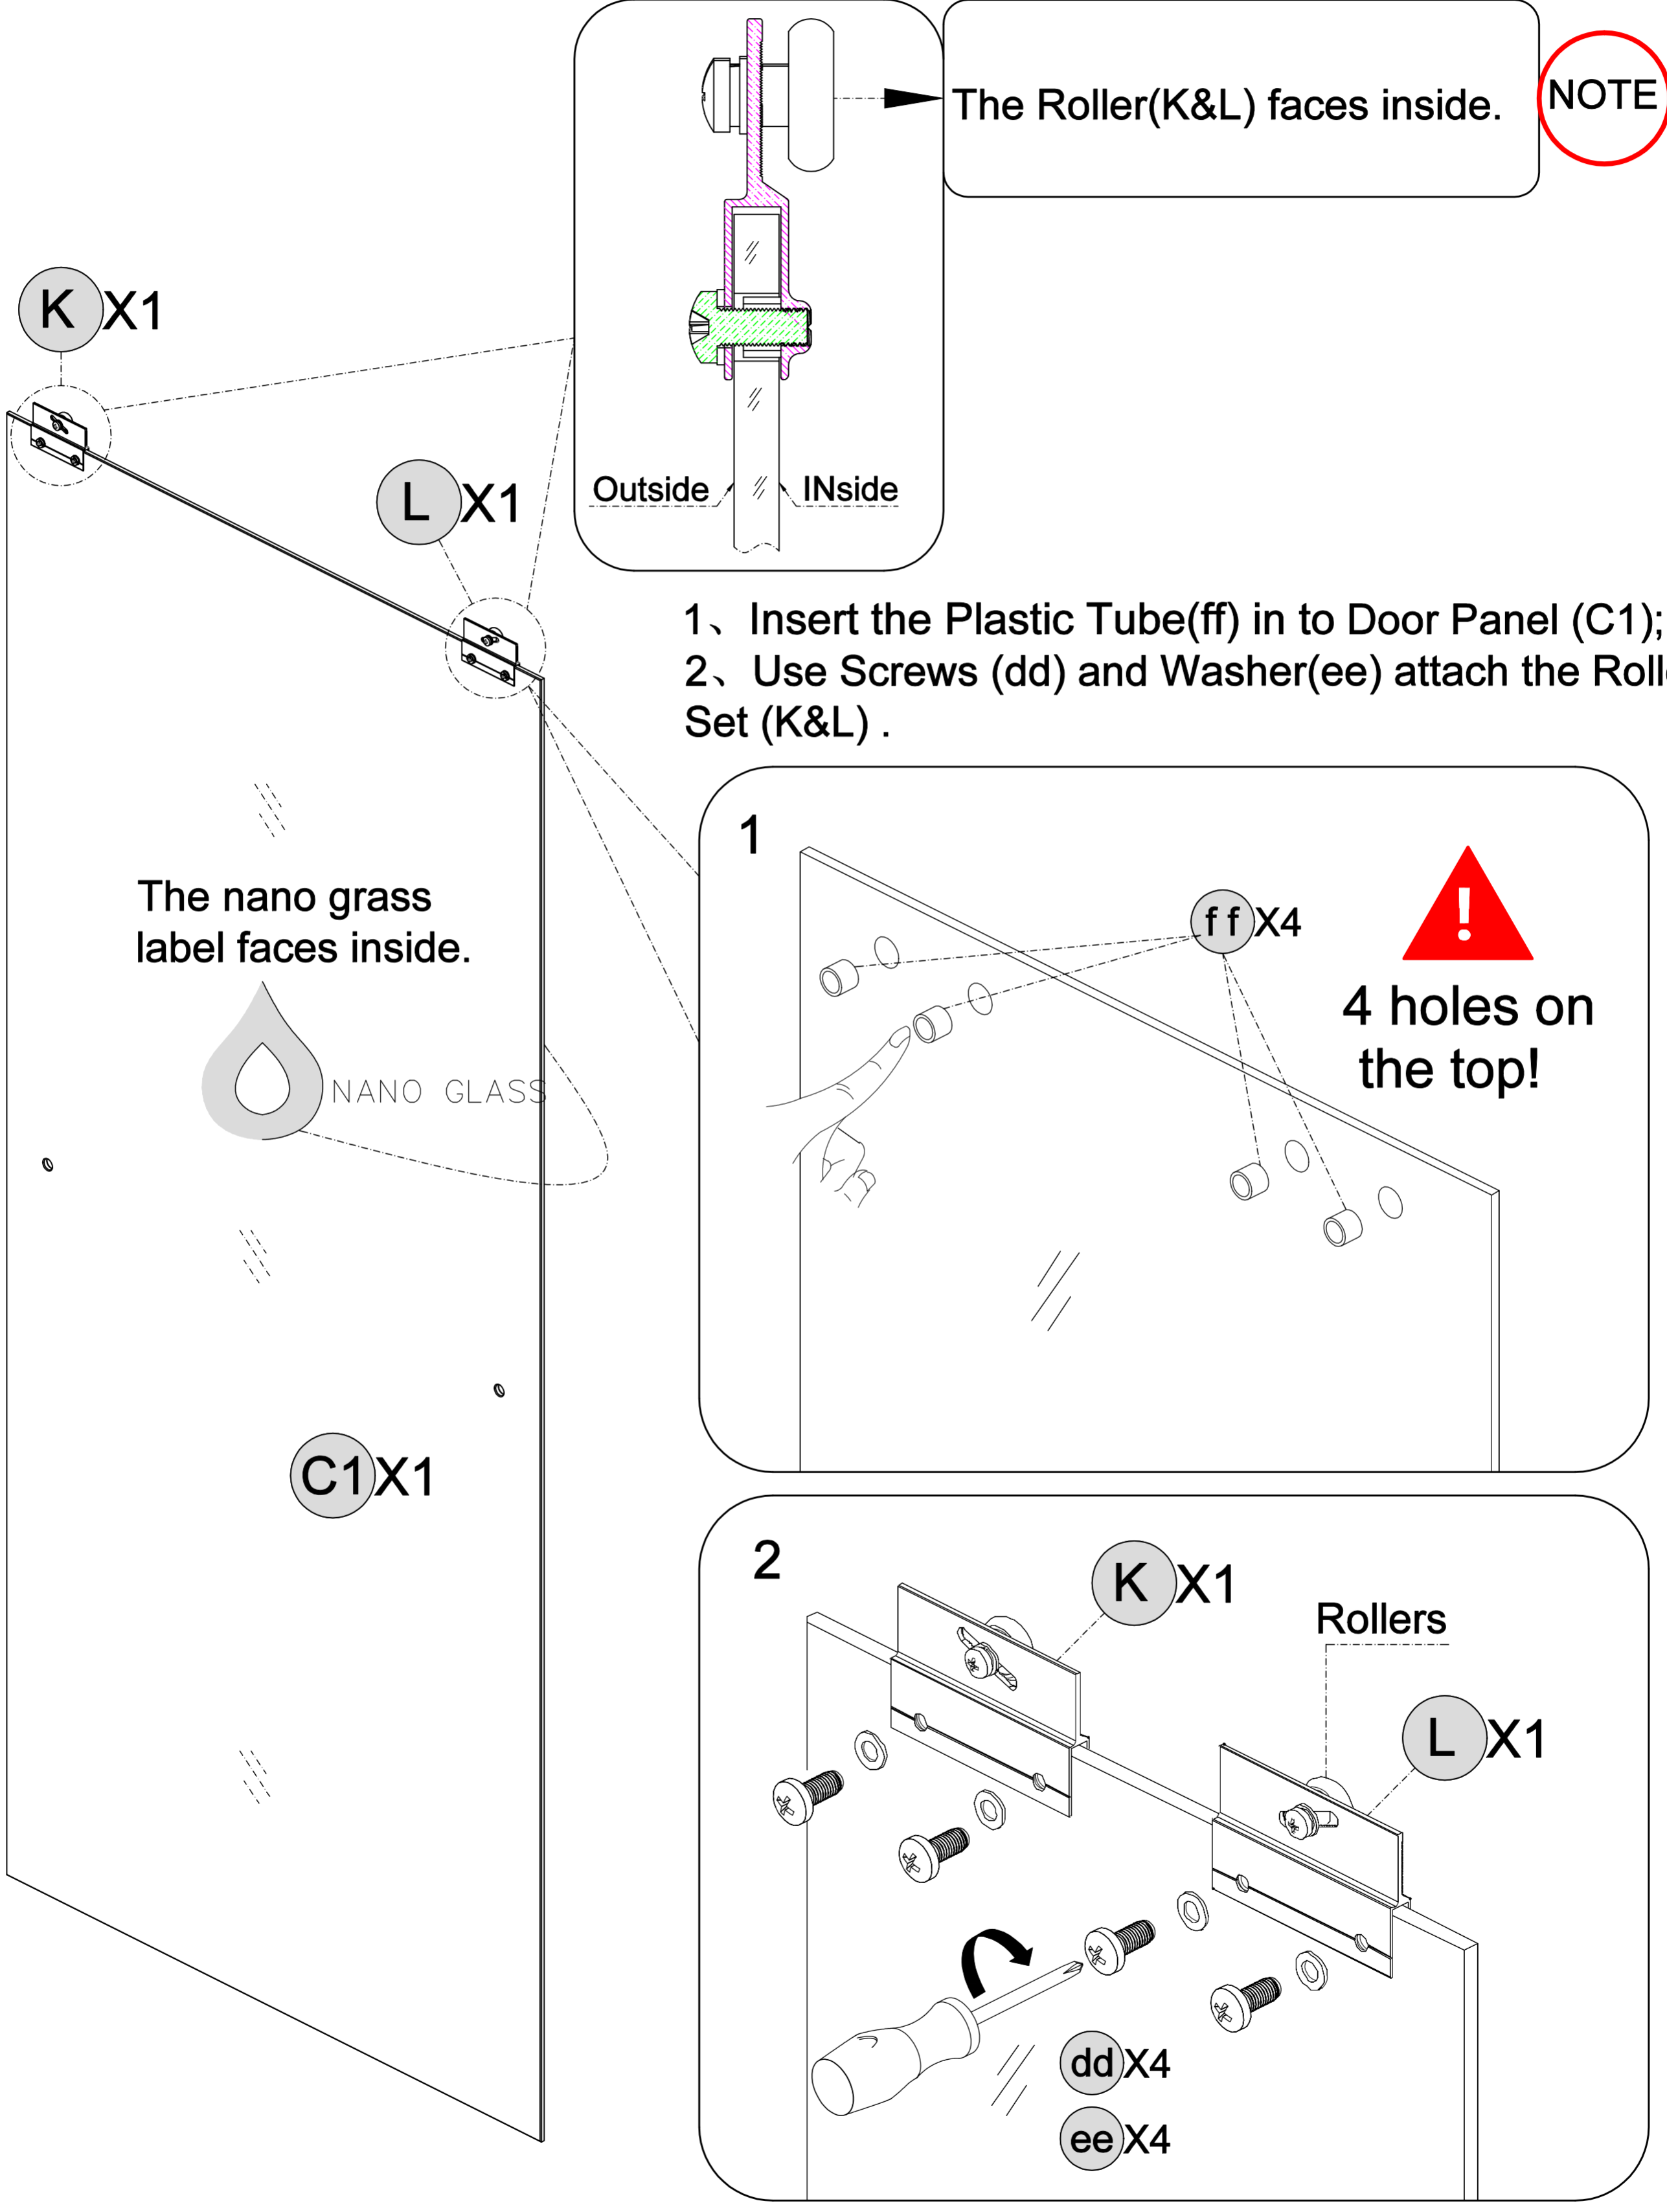 The Roller(K&L) faces inside.
NOTE
K X1
L X1
Outside
INside
1、Insert the Plastic Tube(ff) in to Door Panel (C1);
2、Use Screws (dd) and Washer(ee) attach the
Set (K&L) .
The nano grass
label faces inside.
NANO GLASS
C1 X1
1
ff X4
!
4 holes on
the top!
2
K X1
Rollers
L X1
dd X4
ee X4